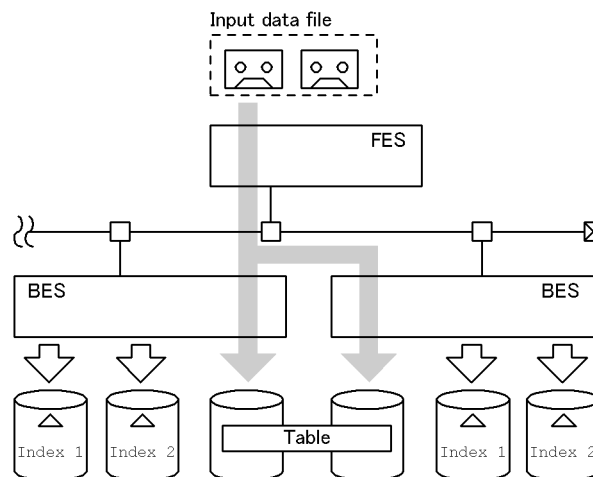 Input data file
FES
BES
BES
Table
Index 1
Index 2
Index 1
Index 2